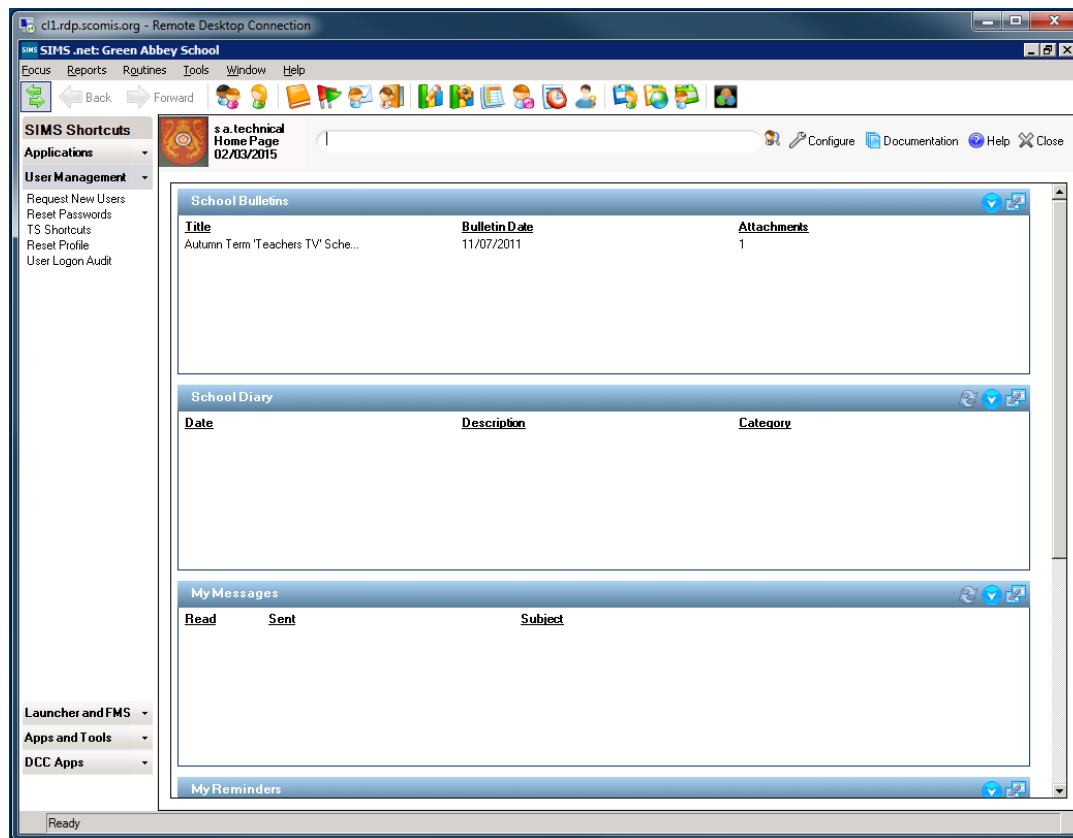 cl1.rdp.scomis.org - Remote Desktop Connection
SIMS SIMS .net: Green Abbey School
Focus Reports Routines Tools Window Help
Back Forward
SIMS Shortcuts
Applications
User Management
Request New Users
Reset Passwords
TS Shortcuts
Reset Profile
User Logon Audit
Launcher and FMS
Apps and Tools
DCC Apps
s a.technical
Home Page
02/03/2015
Configure Documentation Help Close
School Bulletins
Title Bulletin Date Attachments
Autumn Term 'Teachers TV' Sche... 11/07/2011 1
School Diary
Date Description Category
My Messages
Read Sent Subject
My Reminders
Ready